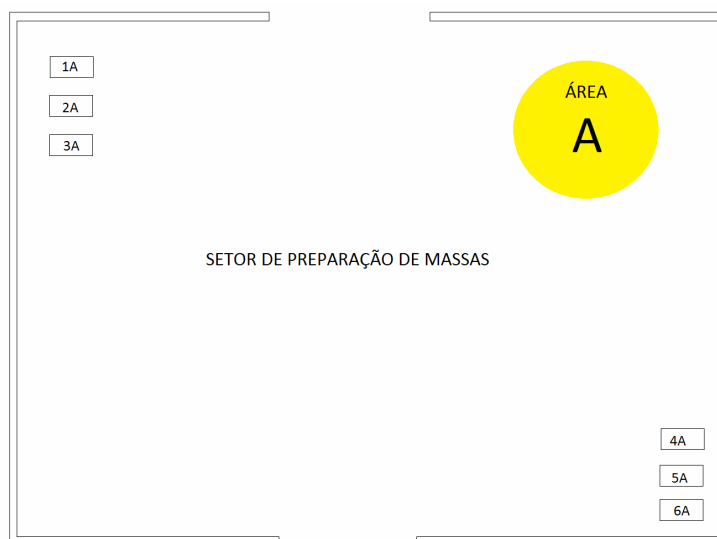 1A
2A
3A
ÁREA
A
SETOR DE PREPARAÇÃO DE MASSAS
4A
5A
6A